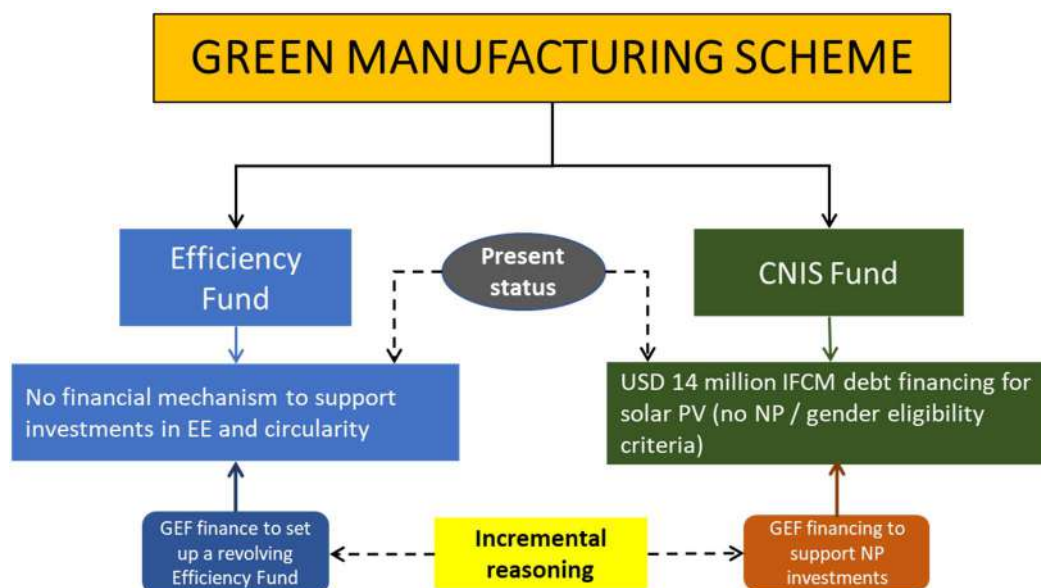 GREEN MANUFACTURING SCHEME
Efficiency
Fund
Present
status
CNIS Fund
No financial mechanism to support
investments in EE and circularity
USD 14 million IFCM debt financing for
solar PV (no NP / gender eligibility
criteria)
GEF finance to set
up a revolving
Efficiency Fund
Incremental
reasoning
GEF financing to
support NP
investments